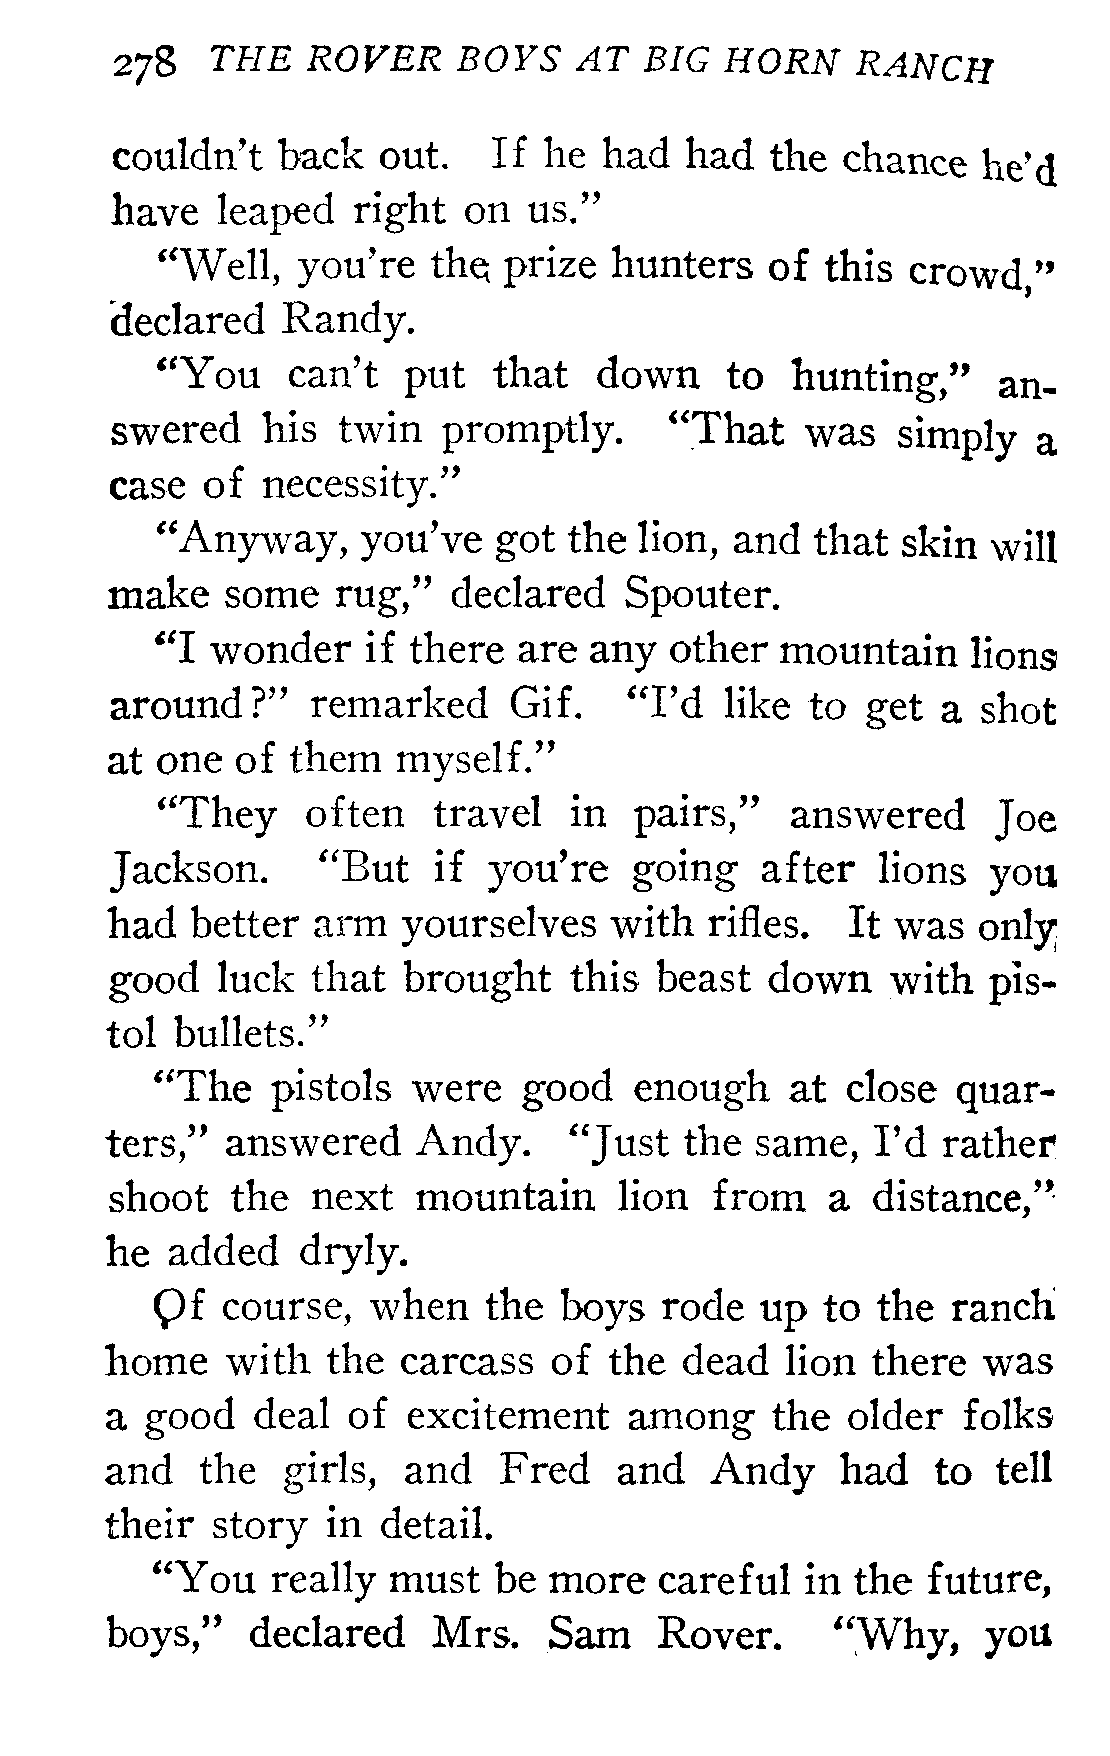 278 THE ROVER BOYS AT BIG HORN RANCH
couldn't back out. If he had had the chance he'd
have leaped right on us."
"Well, you're the prize hunters of this crowd,"
declared Randy.
"You can't put that down to hunting," an-
swered his twin promptly. "That was simply a
case of necessity."
"Anyway, you've got the lion, and that skin will
make some rug," declared Spouter.
"I wonder if there are any other mountain lions
around?" remarked Gif. "I'd like to get a shot
at one of them myself."
"They often travel in pairs," answered Joe
Jackson. "But if you're going after lions you
had better arm yourselves with rifles. It was only
good luck that brought this beast down with pis-
tol bullets."
"The pistols were good enough at close quar-
ters," answered Andy. "Just the same, I'd rather
shoot the next mountain lion from a distance,"
he added dryly.
Of course, when the boys rode up to the ranch
home with the carcass of the dead lion there was
a good deal of excitement among the older folks
and the girls, and Fred and Andy had to tell
their story in detail.
"You really must be more careful in the future,
boys," declared Mrs. Sam Rover. "Why, you